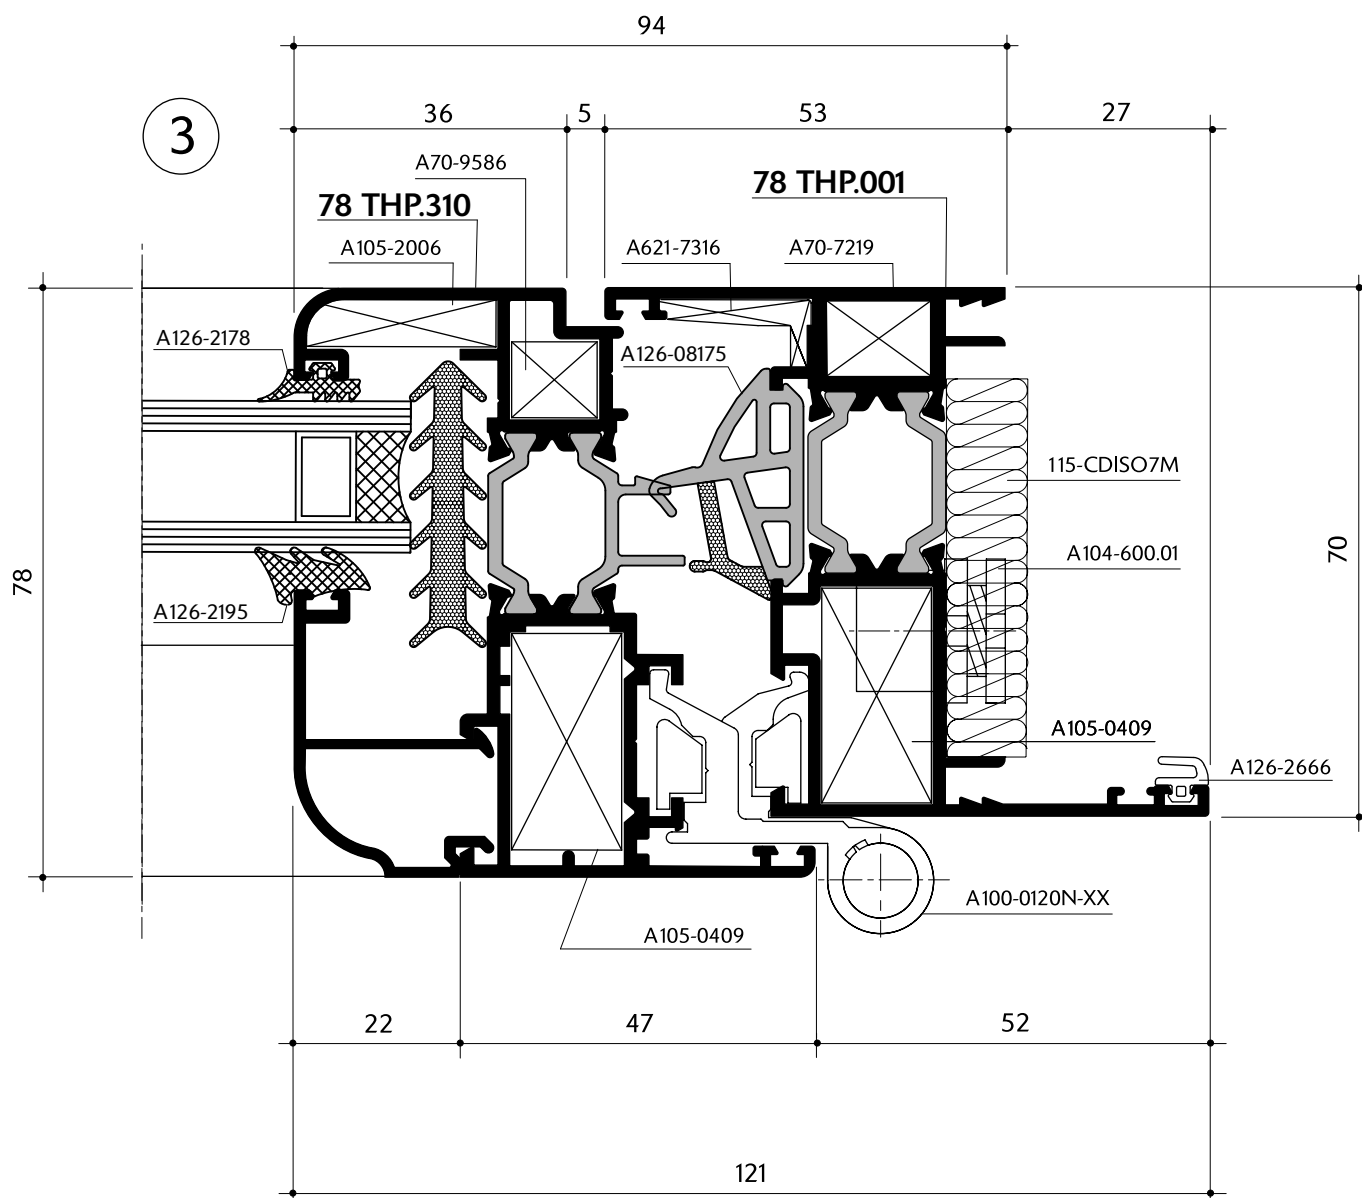 94
36
5
53
27
3
A70-9586
78 THP.001
78 THP.310
A105-2006
A621-7316
A70-7219
A126-2178
A126-08175
115-CDISO7M
A104-600.01
70
78
A126-2195
A105-0409
A126-2666
A100-0120N-XX
A105-0409
22
47
52
121